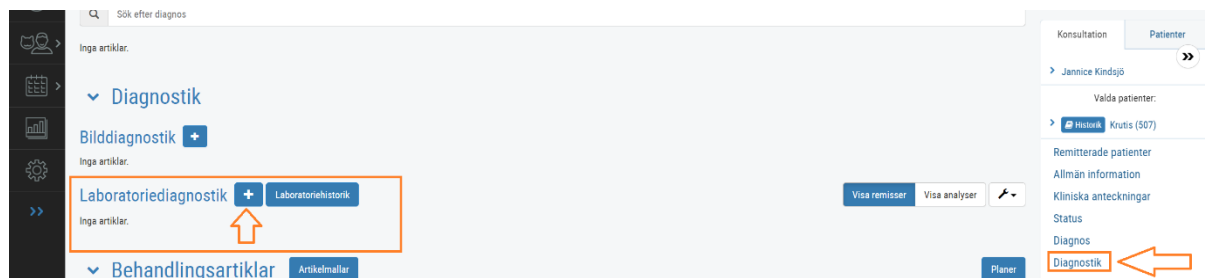 Sök efter diagnos
Inga artiklar.
Diagnostik
Bilddiagnostik +
Inga artiklar.
Laboratoriediagnostik + Laboratoriehistorik Visa remisser Visa analyser
Inga artiklar.
Behandlingsartiklar Artikelmallar Planer
Konsultation Patienter
Jannice Kindsjö
Valda patienter:
Historik Krutis (507)
Remitterade patienter
Allmän information
Kliniska anteckningar
Status
Diagnos
Diagnostik